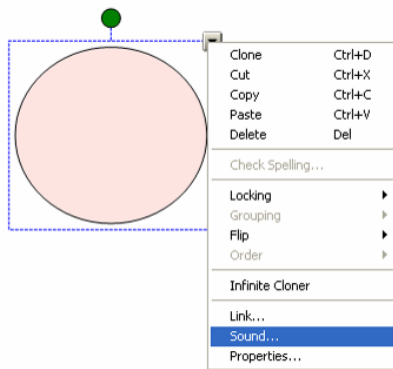 Clone Ctrl+D
Cut Ctrl+X
Copy Ctrl+C
Paste Ctrl+V
Delete Del
Check Spelling...
Locking
Grouping
Flip
Order
Infinite Cloner
Link...
Sound...
Properties...